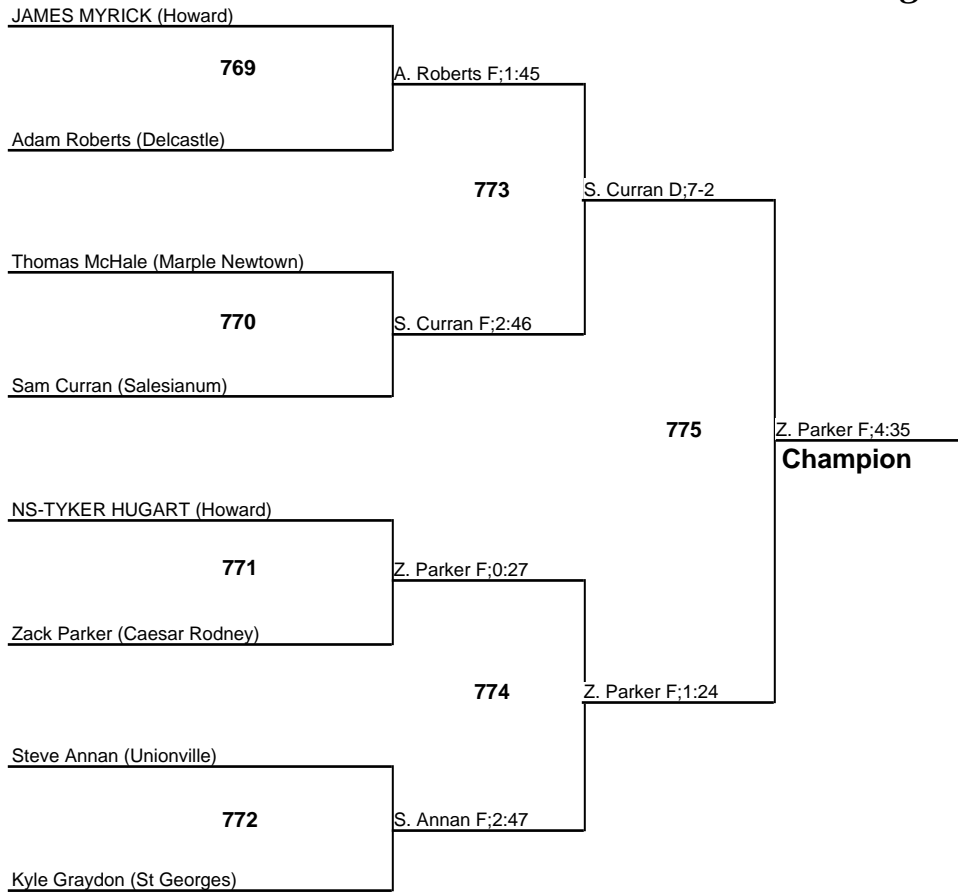 JAMES MYRICK (Howard)
769
A. Roberts F;1:45
Adam Roberts (Delcastle)
773
S. Curran D;7-2
Thomas McHale (Marple Newtown)
770
S. Curran F;2:46
Sam Curran (Salesianum)
775
Z. Parker F;4:35
Champion
NS-TYKER HUGART (Howard)
771
Z. Parker F;0:27
Zack Parker (Caesar Rodney)
774
Z. Parker F;1:24
Steve Annan (Unionville)
772
S. Annan F;2:47
Kyle Graydon (St Georges)